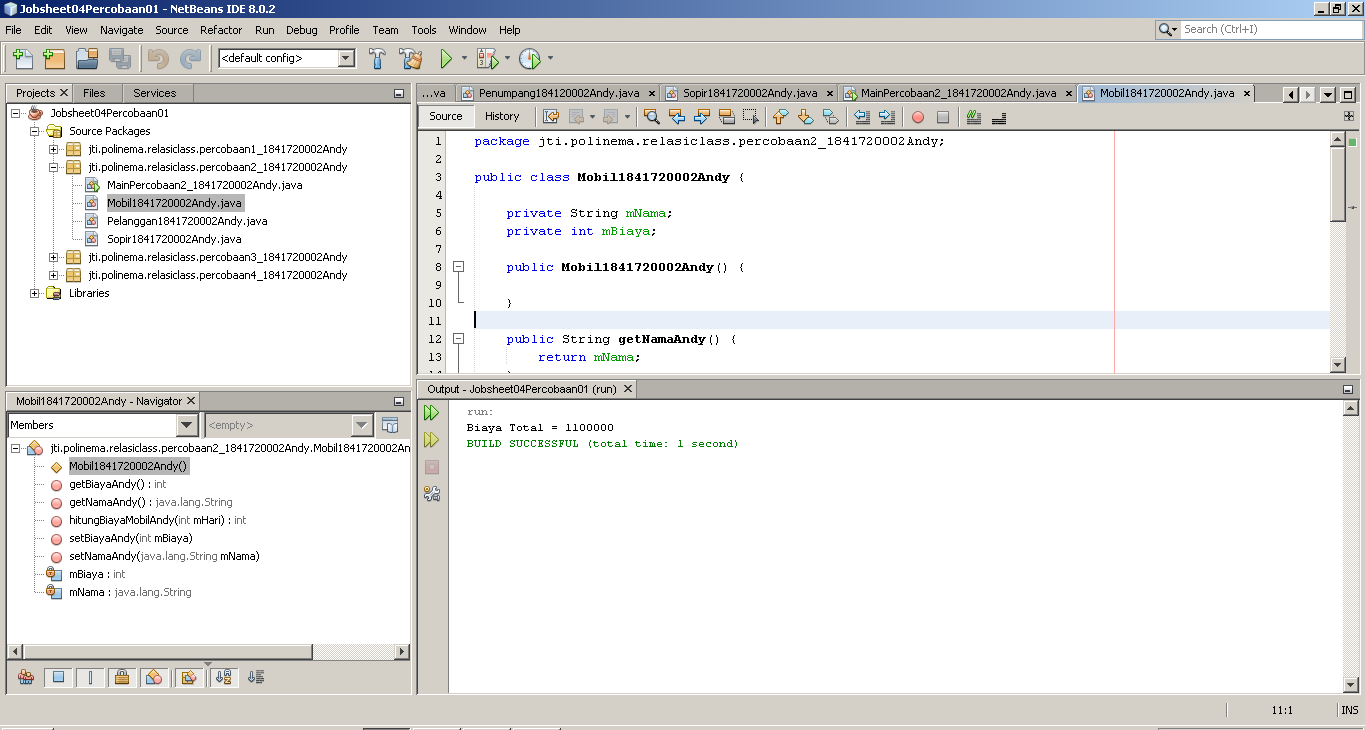 Jobsheet04Percobaan01 - NetBeans IDE 8.0.2
File Edit View Navigate Source Refactor Run Debug Profile Team Tools Window Help
Search (Ctrl+I)
<default config>
Projects Files Services
Jobsheet04Percobaan01
Source Packages
jti.polinema.relasiclass.percobaan1_1841720002Andy
jti.polinema.relasiclass.percobaan2_1841720002Andy
MainPercobaan2_1841720002Andy.java
Mobil1841720002Andy.java
Pelanggan1841720002Andy.java
Sopir1841720002Andy.java
jti.polinema.relasiclass.percobaan3_1841720002Andy
jti.polinema.relasiclass.percobaan4_1841720002Andy
Libraries
...va Penumpang184120002Andy.java Sopir1841720002Andy.java MainPercobaan2_1841720002Andy.java Mobil1841720002Andy.java
Source History
1 package jti.polinema.relasiclass.percobaan2_1841720002Andy;
2
3 public class Mobil1841720002Andy {
4
5 private String mNama;
6 private int mBiaya;
7
8 public Mobil1841720002Andy() {
9
10 }
11
12 public String getNamaAndy() {
13 return mNama;
Mobil1841720002Andy - Navigator
Members <empty>
jti.polinema.relasiclass.percobaan2_1841720002Andy.Mobil1841720002An
Mobil1841720002Andy()
getBiayaAndy() : int
getNamaAndy() : java.lang.String
hitungBiayaMobilAndy(int mHari) : int
setBiayaAndy(int mBiaya)
setNamaAndy(java.lang.String mNama)
mBiaya : int
mNama : java.lang.String
Output - Jobsheet04Percobaan01 (run)
run:
Biaya Total = 1100000
BUILD SUCCESSFUL (total time: 1 second)
11:1 INS